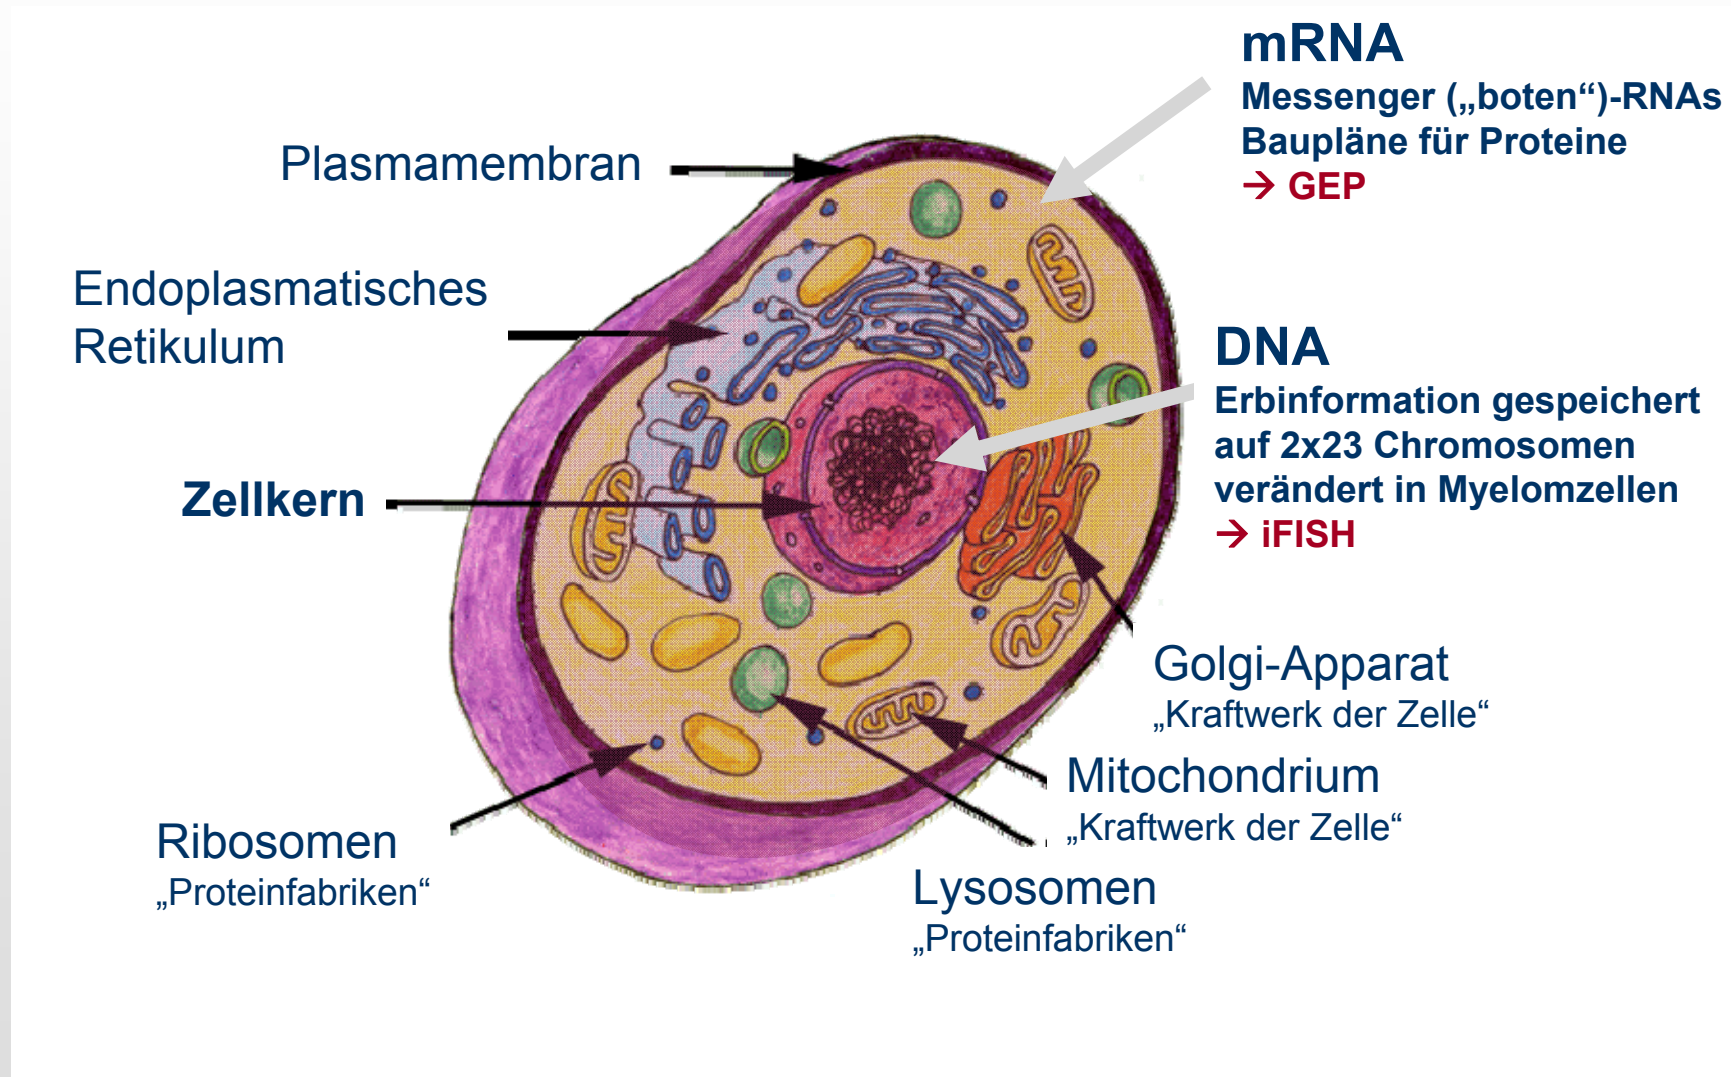 mRNA
Messenger („boten“)-RNAs
Baupläne für Proteine
→ GEP
Plasmamembran
Endoplasmatisches
Retikulum
DNA
Erbinformation gespeichert
auf 2x23 Chromosomen
verändert in Myelomzellen
→ iFISH
Zellkern
Golgi-Apparat
„Kraftwerk der Zelle“
Mitochondrium
„Kraftwerk der Zelle“
Ribosomen
„Proteinfabriken“
Lysosomen
„Proteinfabriken“